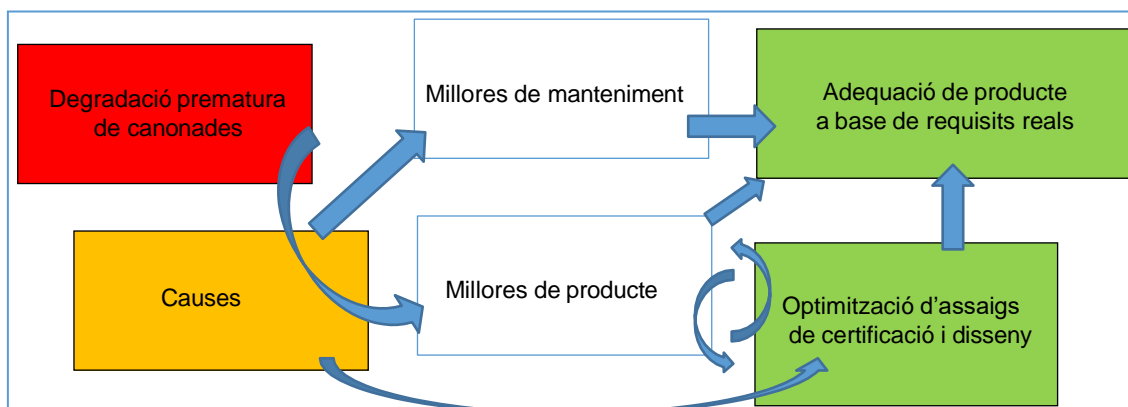 Degradació prematura
de canonades
Millores de manteniment
Adequació de producte
a base de requisits reals
Causes
Millores de producte
Optimització d'assaigs
de certificació i disseny